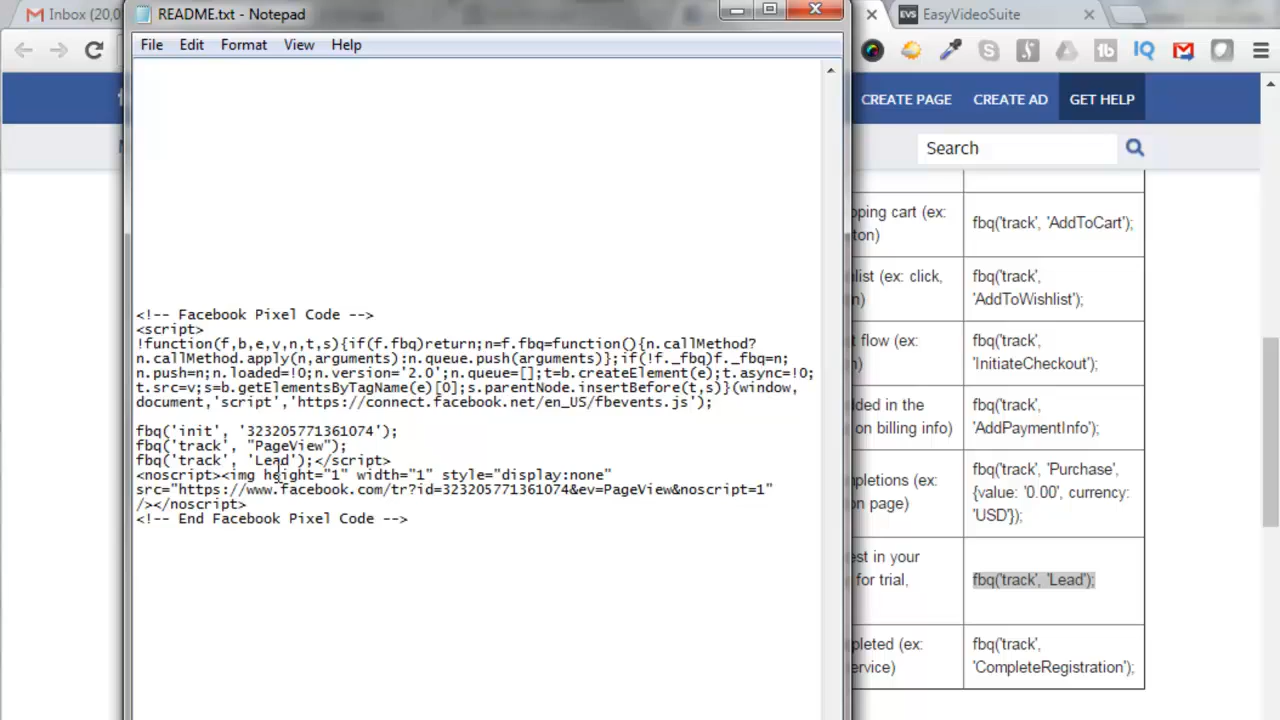 Inbox (20,0
README.txt - Notepad
EasyVideoSuite
File Edit Format View Help
CREATE PAGE CREATE AD GET HELP
Search
<!-- Facebook Pixel Code -->
<script>
!function(f,b,e,v,n,t,s){if(f.fbq)return;n=f.fbq=function(){n.callMethod?
n.callMethod.apply(n,arguments):n.queue.push(arguments)};if(!f._fbq)f._fbq=n;
n.push=n;n.loaded=!0;n.version='2.0';n.queue=[];t=b.createElement(e);t.async=!0;
t.src=v;s=b.getElementsByTagName(e)[0];s.parentNode.insertBefore(t,s)}(window,
document,'script','https://connect.facebook.net/en_US/fbevents.js');
fbq('init', '323205771361074');
fbq('track', "PageView");
fbq('track', 'Lead');</script>
<noscript><img height="1" width="1" style="display:none"
src="https://www.facebook.com/tr?id=323205771361074&ev=PageView&noscript=1"
/></noscript>
<!-- End Facebook Pixel Code -->
pping cart (ex:
ton)
fbq('track', 'AddToCart');
hlist (ex: click,
n)
fbq('track',
'AddToWishlist');
t flow (ex:
n)
fbq('track',
'InitiateCheckout');
dded in the
on billing info)
fbq('track',
'AddPaymentInfo');
mpletions (ex:
on page)
fbq('track', 'Purchase',
{value: '0.00', currency:
'USD'});
est in your
for trial,
fbq('track', 'Lead');
pleted (ex:
ervice)
fbq('track',
'CompleteRegistration');